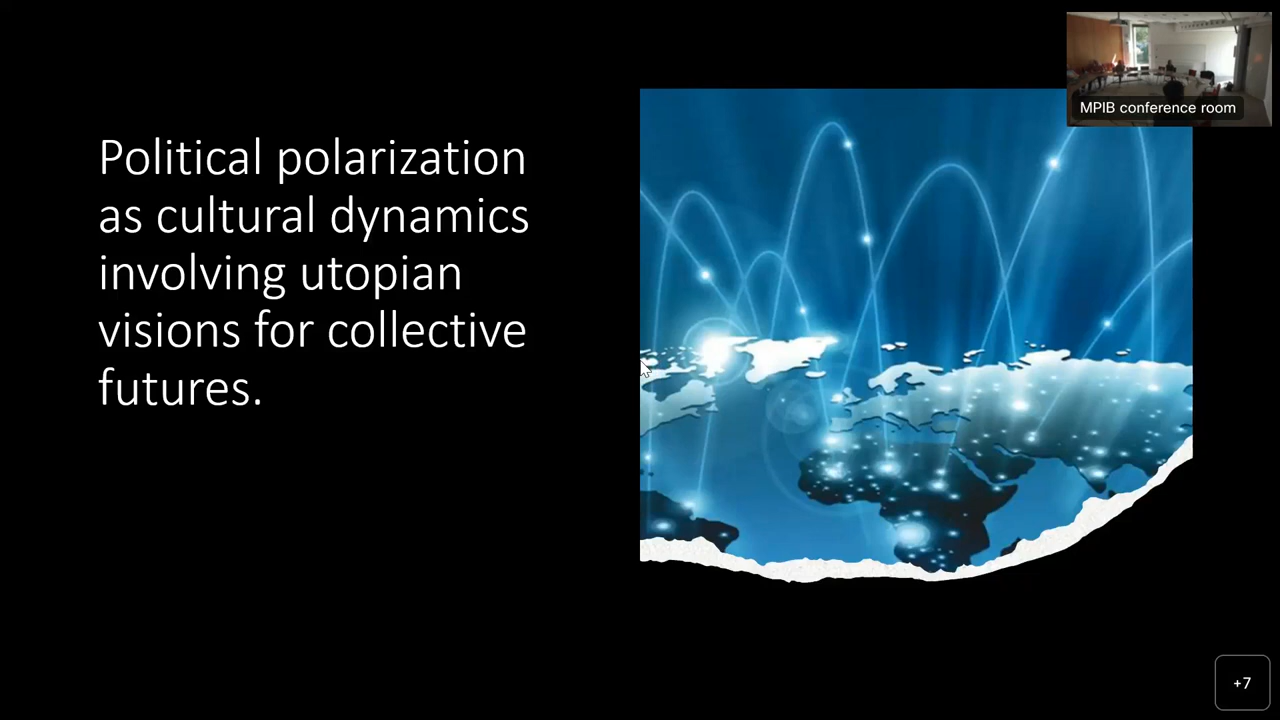 Political polarization
as cultural dynamics
involving utopian
visions for collective
futures.
MPIB conference room
+7